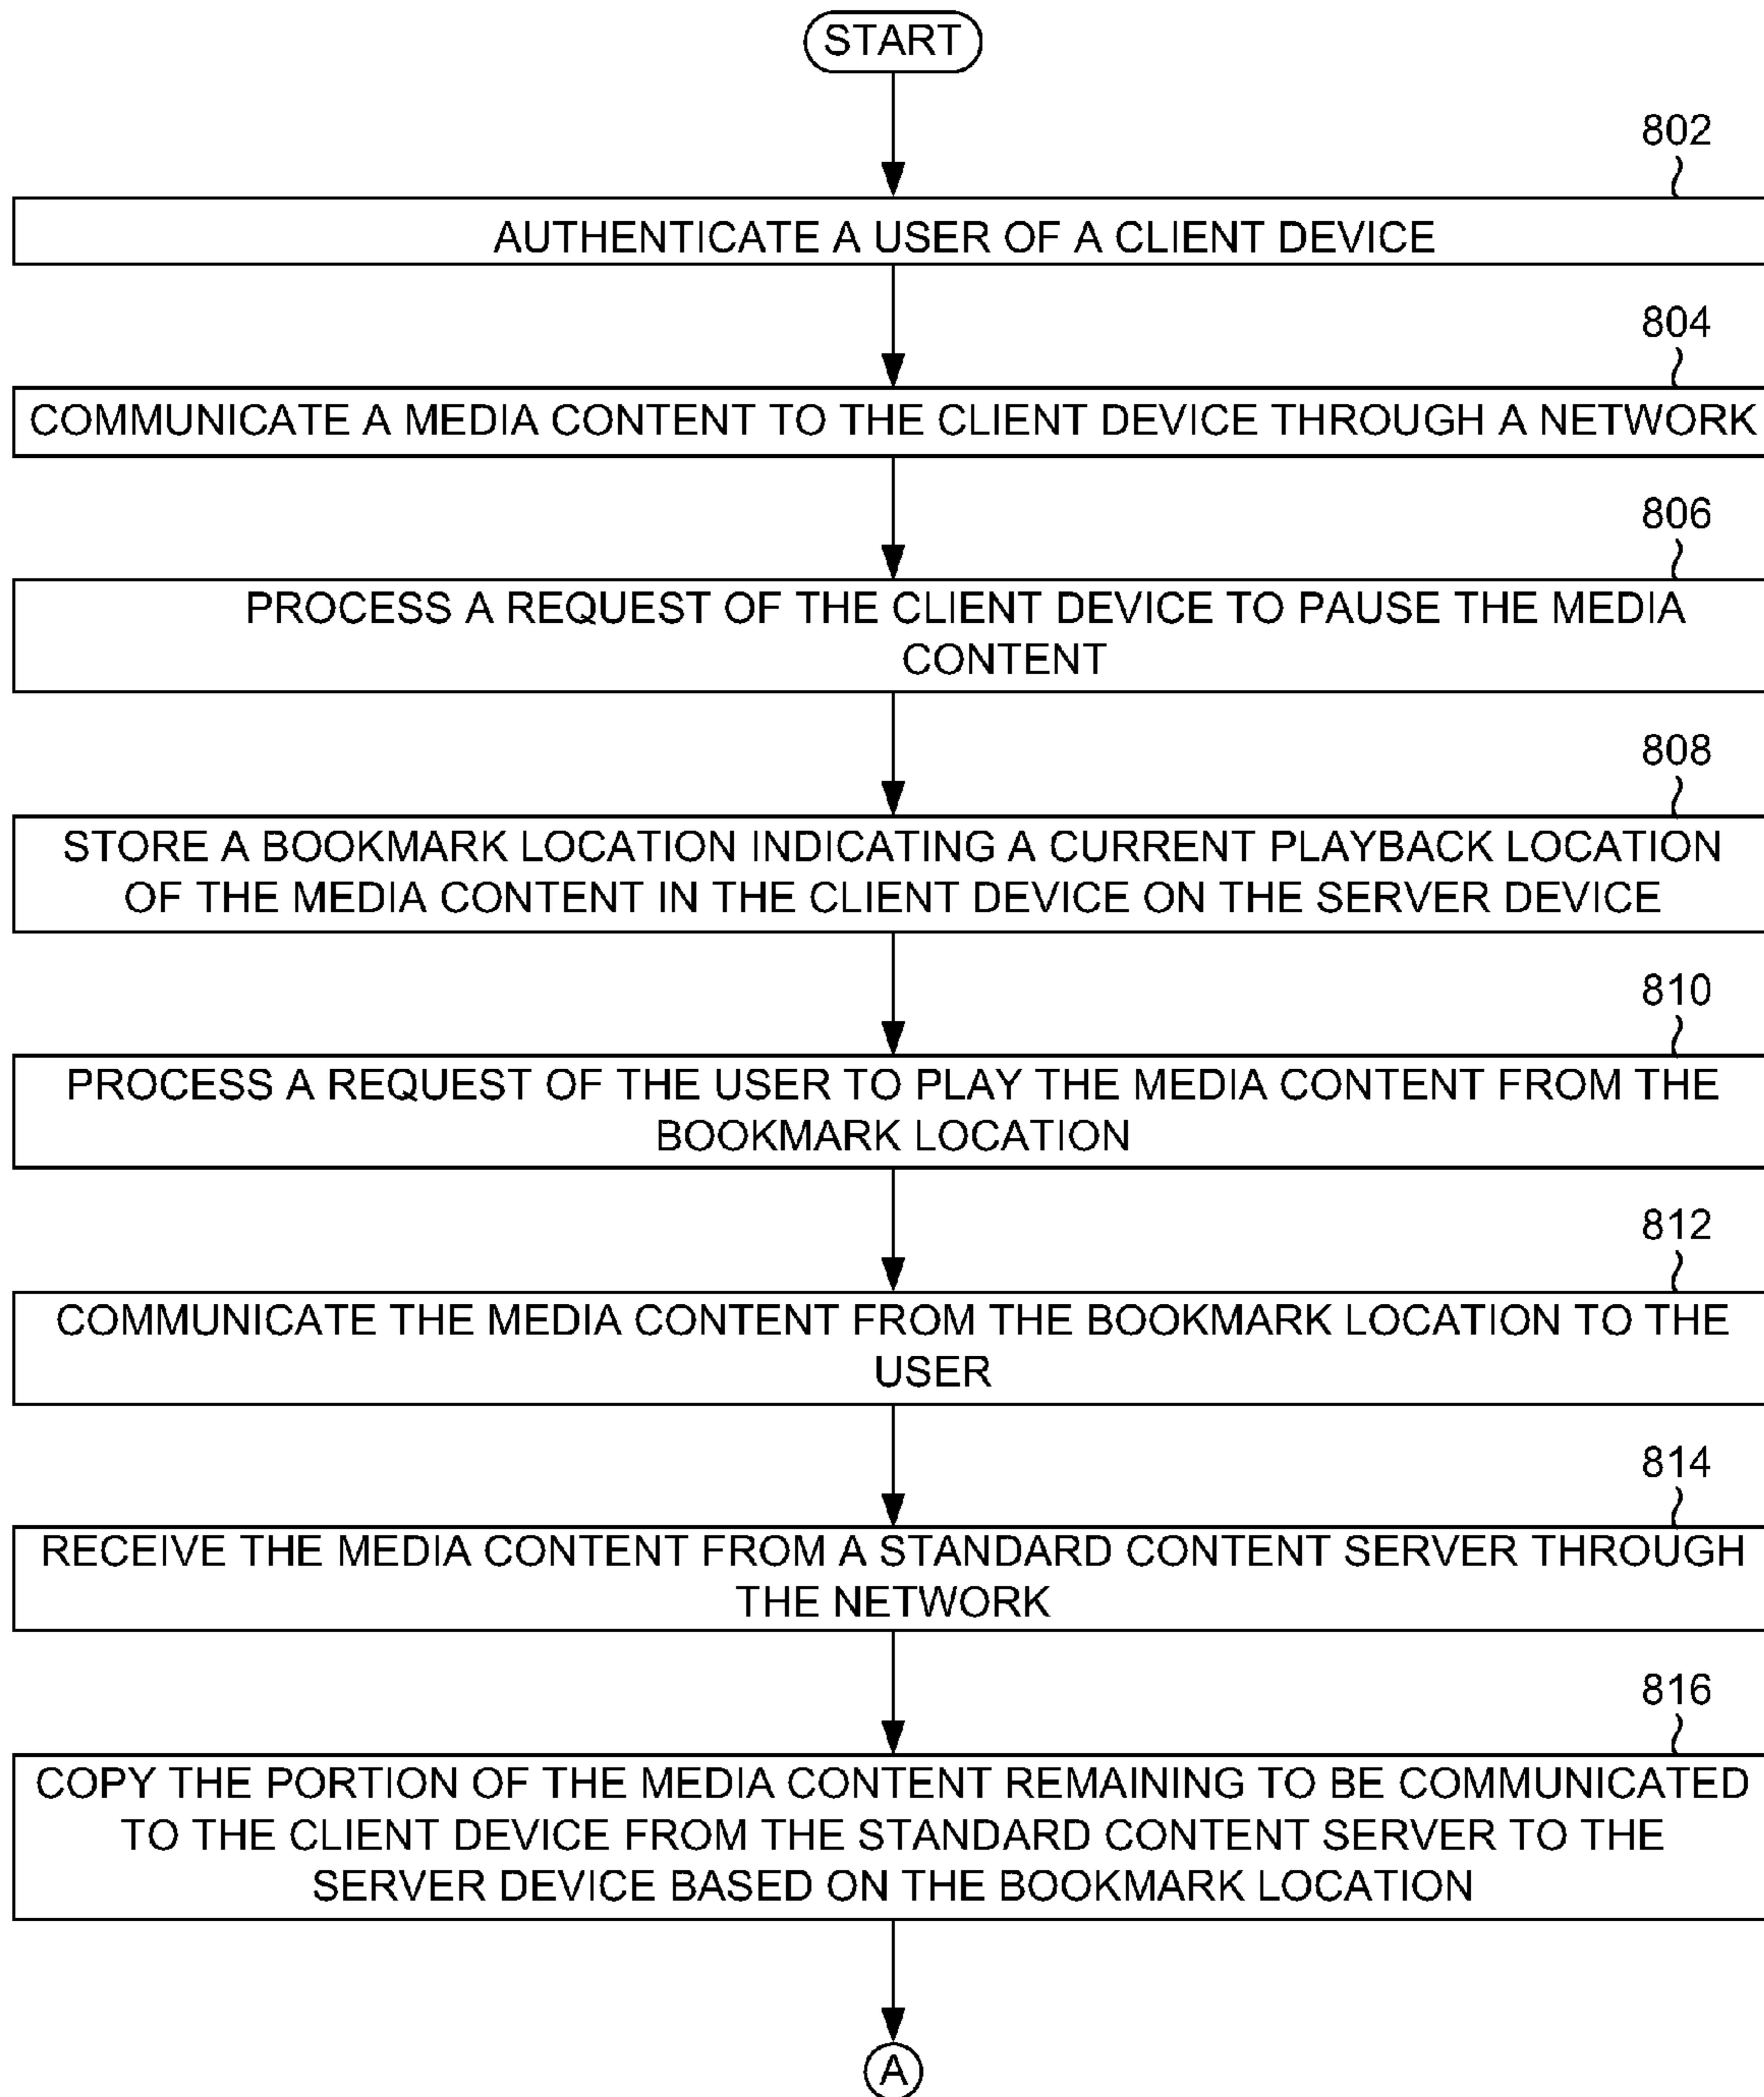 START
802
AUTHENTICATE A USER OF A CLIENT DEVICE
804
COMMUNICATE A MEDIA CONTENT TO THE CLIENT DEVICE THROUGH A NETWORK
806
PROCESS A REQUEST OF THE CLIENT DEVICE TO PAUSE THE MEDIA
CONTENT
808
STORE A BOOKMARK LOCATION INDICATING A CURRENT PLAYBACK LOCATION
OF THE MEDIA CONTENT IN THE CLIENT DEVICE ON THE SERVER DEVICE
810
PROCESS A REQUEST OF THE USER TO PLAY THE MEDIA CONTENT FROM THE
BOOKMARK LOCATION
812
COMMUNICATE THE MEDIA CONTENT FROM THE BOOKMARK LOCATION TO THE
USER
814
RECEIVE THE MEDIA CONTENT FROM A STANDARD CONTENT SERVER THROUGH
THE NETWORK
816
COPY THE PORTION OF THE MEDIA CONTENT REMAINING TO BE COMMUNICATED
TO THE CLIENT DEVICE FROM THE STANDARD CONTENT SERVER TO THE
SERVER DEVICE BASED ON THE BOOKMARK LOCATION
A